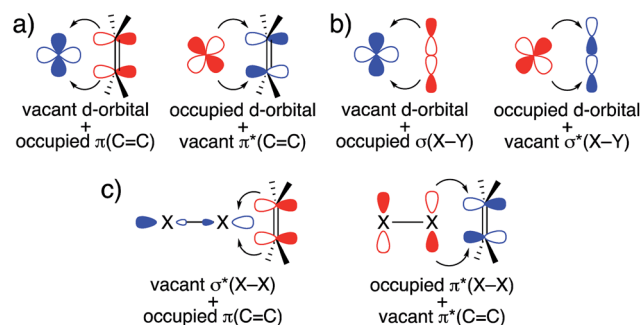 a)
vacant d-orbital
+
occupied π(C=C)
occupied d-orbital
+
vacant π*(C=C)
b)
vacant d-orbital
+
occupied σ(X–Y)
occupied d-orbital
+
vacant σ*(X–Y)
c)
X X
vacant σ*(X–X)
+
occupied π(C=C)
X X
occupied π*(X–X)
+
vacant π*(C=C)